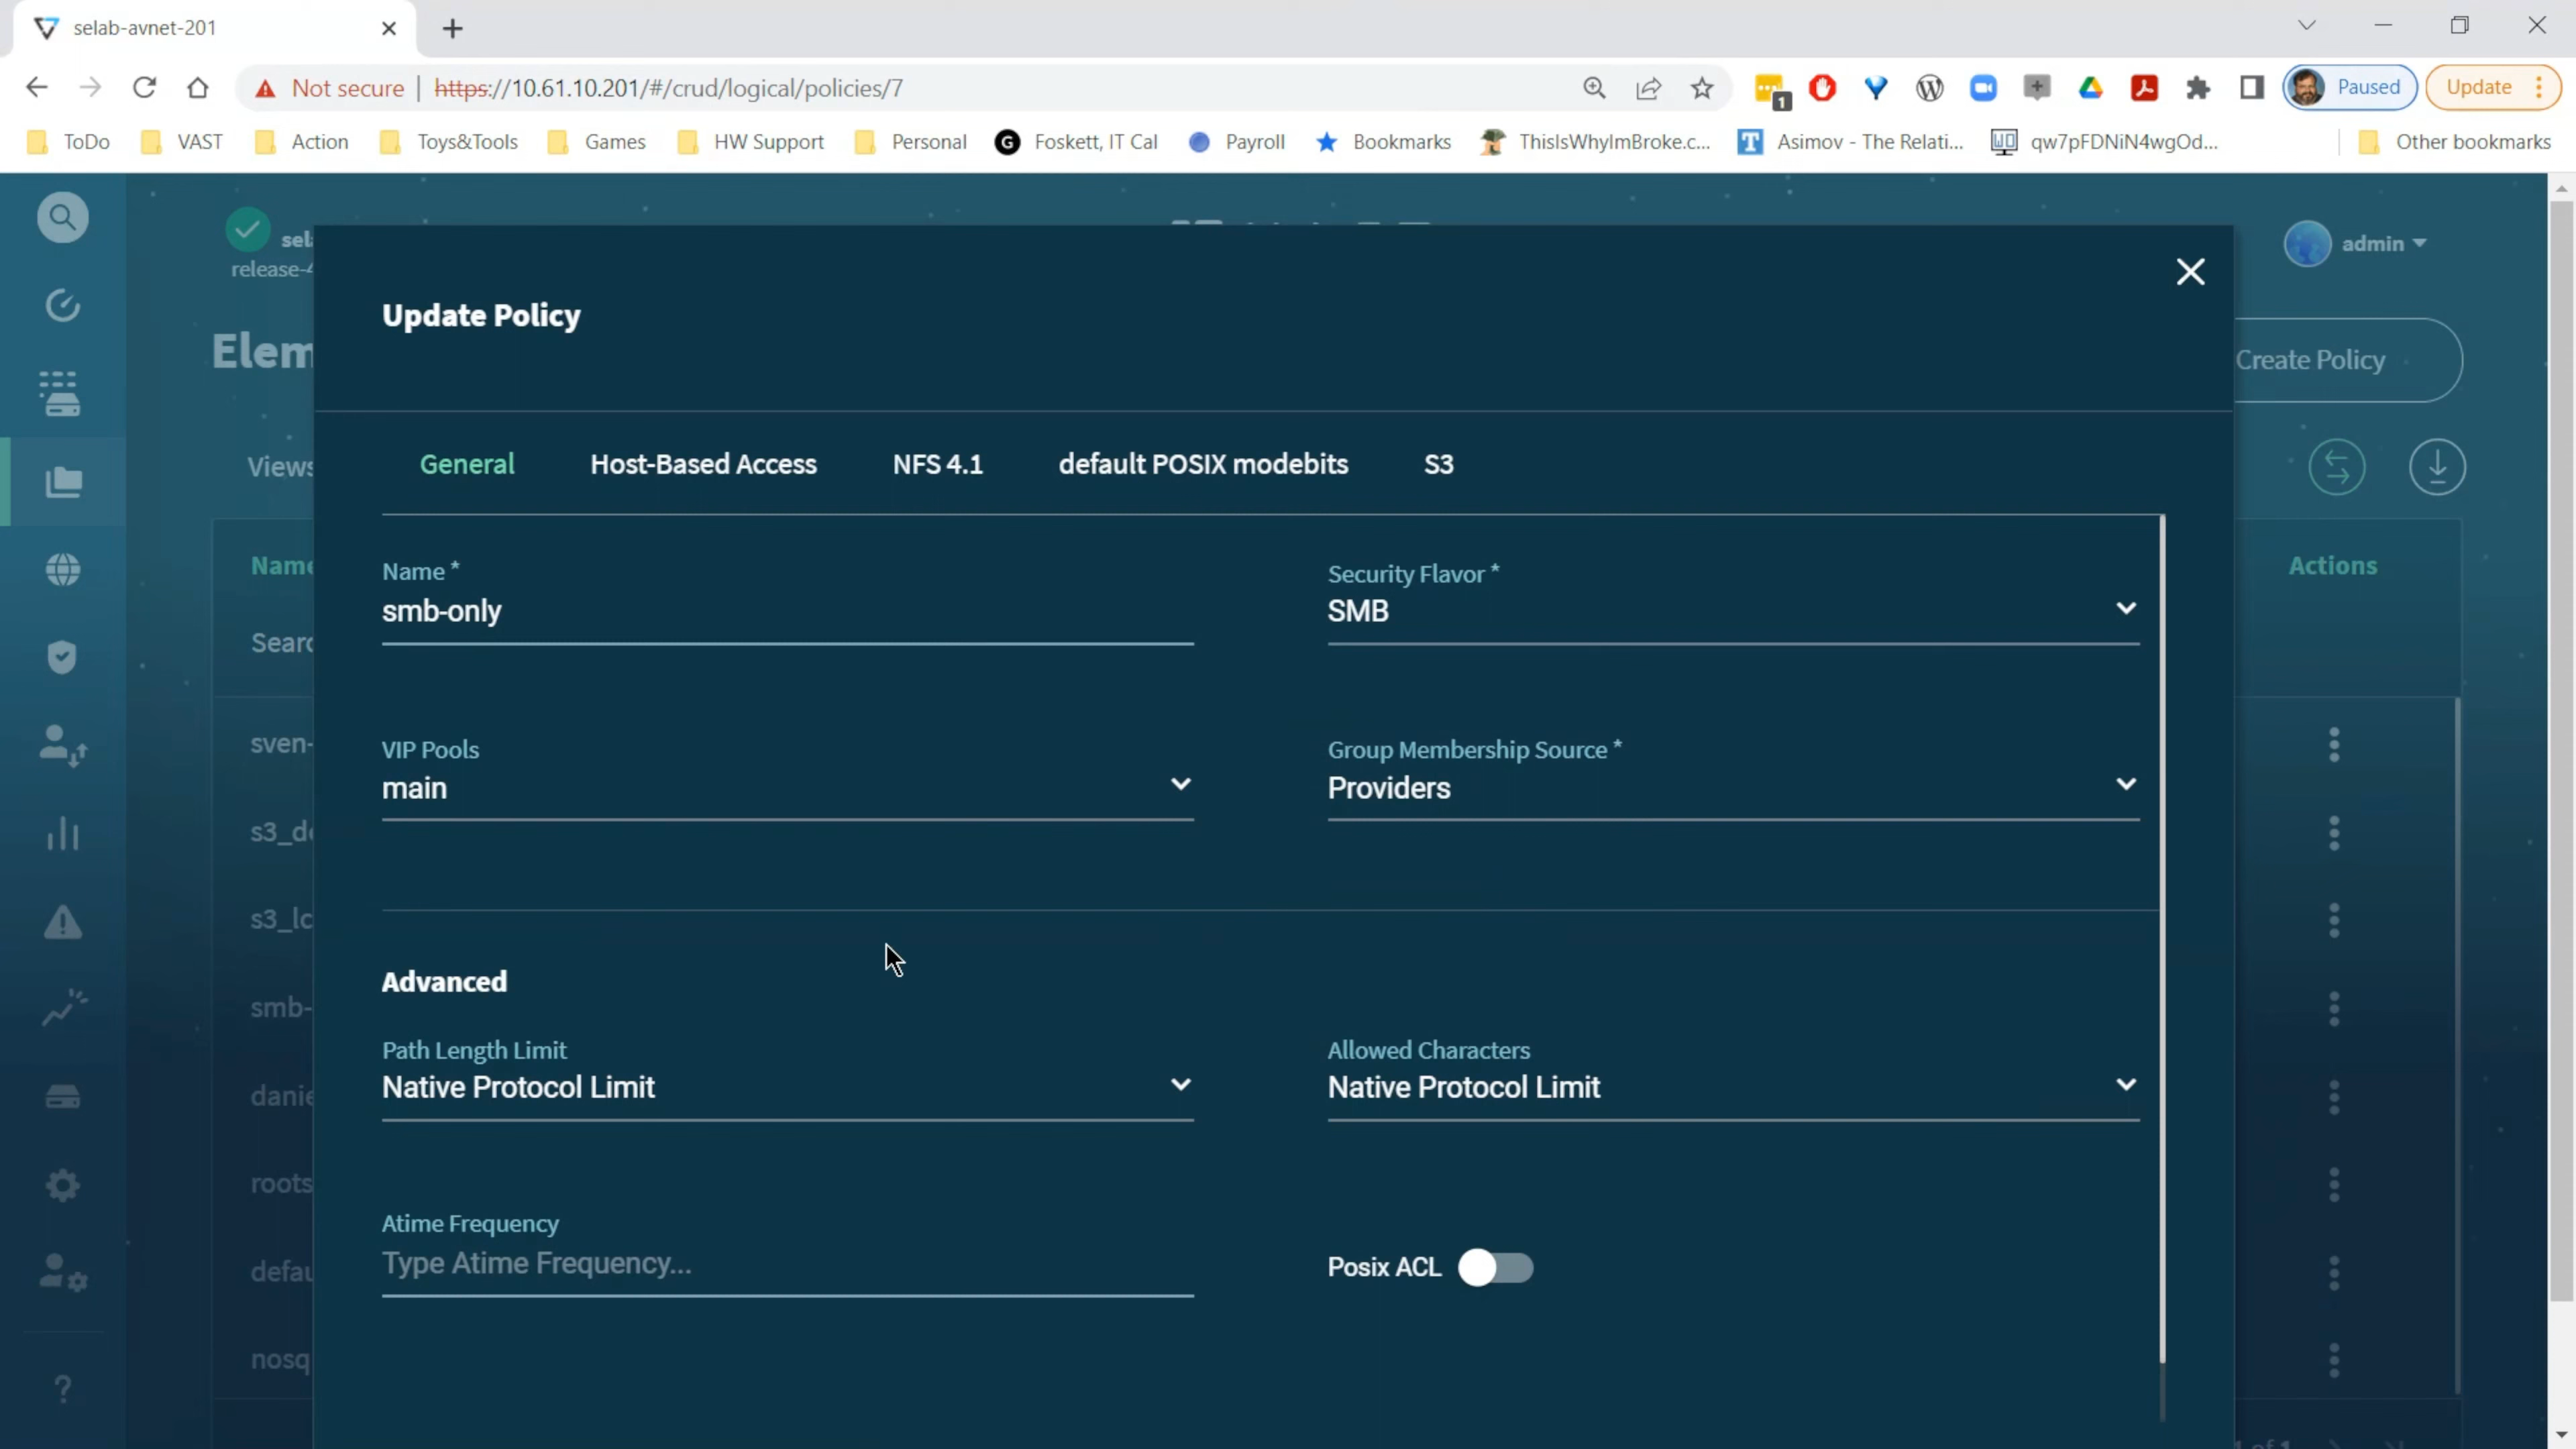 selab-avnet-201
Not secure
https://10.61.10.201/#/crud/logical/policies/7
1
Paused
Update
ToDo
VAST
Action
Toys&Tools
Games
HW Support
Personal
G
Foskett, IT Cal
Payroll
Bookmarks
ThisIsWhyImBroke.c...
T
Asimov - The Relati...
qw7pFDNiN4wgOd...
Other bookmarks
sel
release-4
admin
Elem
Create Policy
Update Policy
Views
General
Host-Based Access
NFS 4.1
default POSIX modebits
S3
Name
Name *
smb-only
Security Flavor *
SMB
Actions
Searc
VIP Pools
main
Group Membership Source *
Providers
sven-
s3_de
s3_lc
smb-
danie
roots
defau
nosq
Advanced
Path Length Limit
Native Protocol Limit
Allowed Characters
Native Protocol Limit
Atime Frequency
Type Atime Frequency...
Posix ACL
?